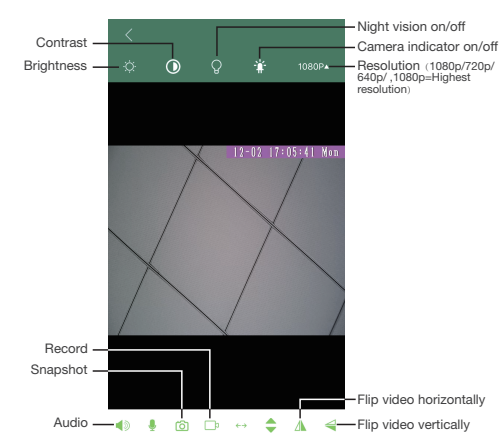 Night vision on/off
Contrast
Camera indicator on/off
Brightness
1080P
Resolution（1080p/720p/
640p/ ,1080p=Highest
resolution）
12-02 17:05:41 Mon
Record
Snapshot
Flip video horizontally
Audio
Flip video vertically